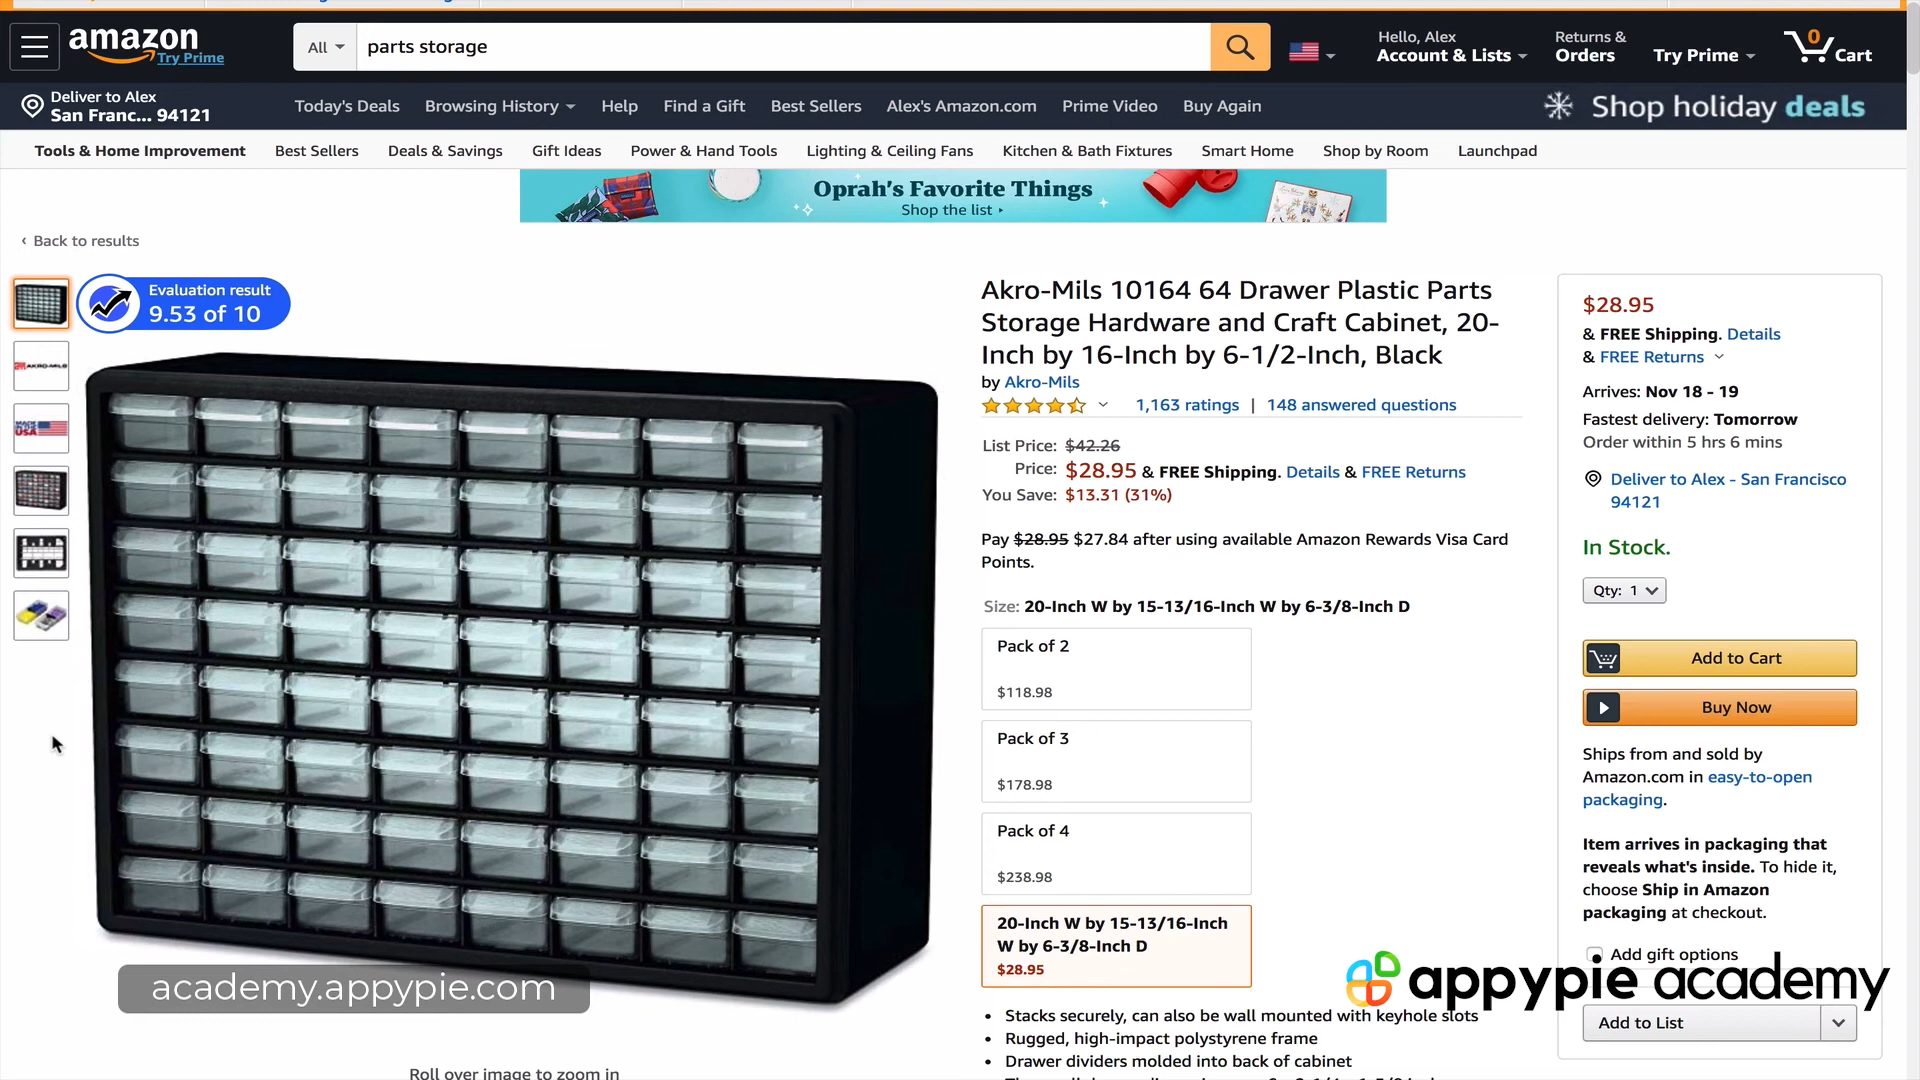 amazon
Try Prime
All
parts storage
Hello, Alex
Account & Lists
Returns &
Orders
Try Prime
0
Cart
Deliver to Alex
San Franc... 94121
Today's Deals
Browsing History
Help
Find a Gift
Best Sellers
Alex's Amazon.com
Prime Video
Buy Again
Shop holiday deals
Tools & Home Improvement
Best Sellers
Deals & Savings
Gift Ideas
Power & Hand Tools
Lighting & Ceiling Fans
Kitchen & Bath Fixtures
Smart Home
Shop by Room
Launchpad
Oprah's Favorite Things
Shop the list ▸
‹ Back to results
Evaluation result
9.53 of 10
AKRO-MILS
MADE
USA
Akro-Mils 10164 64 Drawer Plastic Parts
Storage Hardware and Craft Cabinet, 20-
Inch by 16-Inch by 6-1/2-Inch, Black
by Akro-Mils
1,163 ratings | 148 answered questions
List Price: $42.26
Price: $28.95 & FREE Shipping. Details & FREE Returns
You Save: $13.31 (31%)
Pay $28.95 $27.84 after using available Amazon Rewards Visa Card
Points.
Size: 20-Inch W by 15-13/16-Inch W by 6-3/8-Inch D
Pack of 2
$118.98
Pack of 3
$178.98
Pack of 4
$238.98
20-Inch W by 15-13/16-Inch
W by 6-3/8-Inch D
$28.95
• Stacks securely, can also be wall mounted with keyhole slots
• Rugged, high-impact polystyrene frame
• Drawer dividers molded into back of cabinet
Roll over image to zoom in
academy.appypie.com
$28.95
& FREE Shipping. Details
& FREE Returns
Arrives: Nov 18 - 19
Fastest delivery: Tomorrow
Order within 5 hrs 6 mins
Deliver to Alex - San Francisco
94121
In Stock.
Qty: 1
Add to Cart
Buy Now
Ships from and sold by
Amazon.com in easy-to-open
packaging.
Item arrives in packaging that
reveals what's inside. To hide it,
choose Ship in Amazon
packaging at checkout.
Add gift options
appypie academy
Add to List